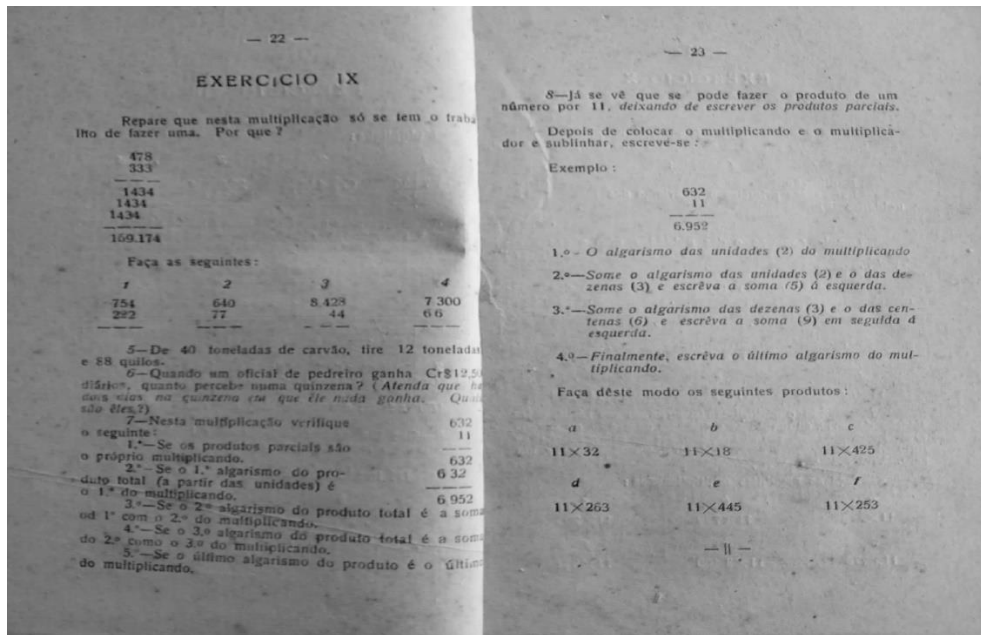 — 22 —
EXERCiCIO IX
Repare que nesta multiplicação só se tem o traba
lho de fazer uma. Por que ?
478
333
— — —
1434
1434
1434
— — — —
159.174
Faça as seguintes :
1 2 3 4
754 640 8.428 7 300
222 77 44 66
— — — — — — — — — — — — —
5—De 40 toneladas de carvão, tire 12 toneladas
e 88 quilos.
6—Quando um oficial de pedreiro ganha Cr$12,50
diários, quanto percebe numa quinzena ? (Atenda que há
dois dias na quinzena em que êle nada ganha. Quais
são êles,?)
7—Nesta multiplicação verifique 632
o seguinte : 11
1.°—Se os produtos parciais são — —
o próprio multiplicando. 632
2.°—Se o 1.° algarismo do pro- 6 32
duto total (a partir das unidades) é — — —
o 1.° do multiplicando. 6.952
3.°—Se o 2.° algarismo do produto total é a soma
od 1° com o 2.° do multiplicando.
4.°—Se o 3.o algarismo do produto total é a soma
do 2.° como o 3.o do multiplicando.
5.°—Se o último algarismo do produto é o último
do multiplicando.
— 23 —
8—Já se vê que se pode fazer o produto de um
número por 11, deixando de escrever os produtos parciais.
Depois de colocar o multiplicando e o multiplica-
dor e sublinhar, escreve-se :
Exemplo :
632
11
— — —
6.952
1.o – O algarismo das unidades (2) do multiplicando
2.°—Some o algarismo das unidades (2) e o das de-
zenas (3) e escrêva a soma (5) á esquerda.
3.°—Some o algarismo das dezenas (3) e o das cen-
tenas (6) e escrêva a soma (9) em seguida á
esquerda.
4.o—Finalmente, escrêva o último algarismo do mul-
tiplicando.
Faça dêste modo os seguintes produtos :
a b c
11×32 11×18 11×425
d e f
11×263 11×445 11×253
— 11 —